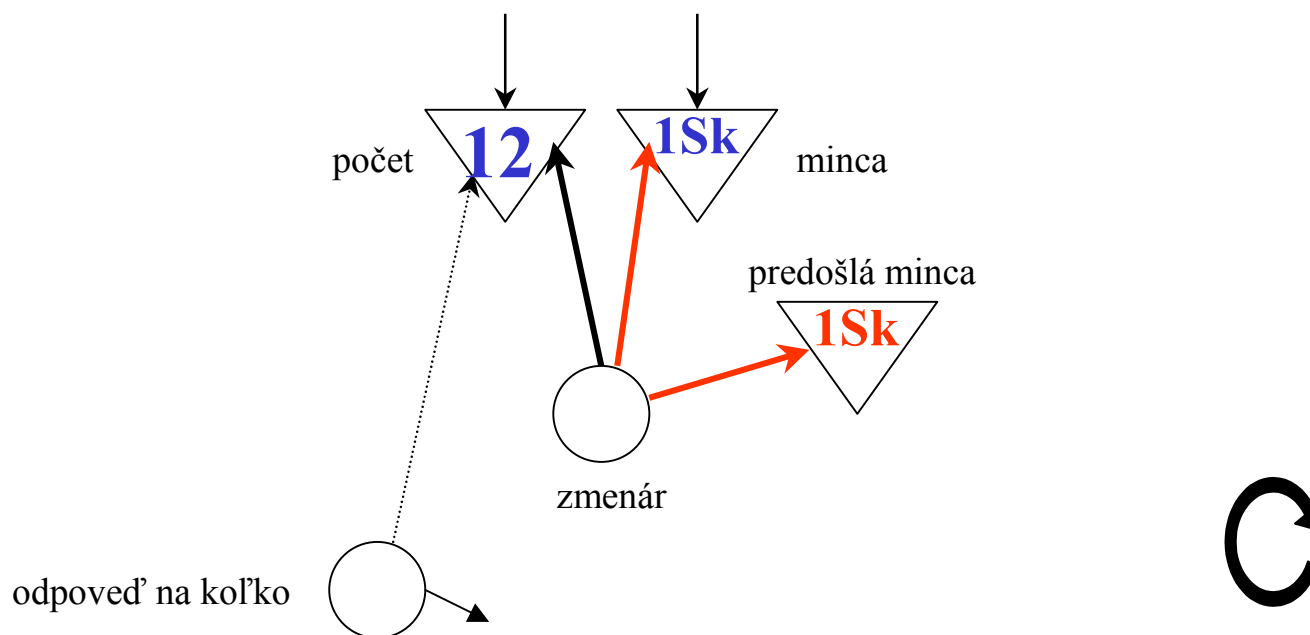 počet
12
1Sk
minca
predošlá minca
1Sk
zmenár
odpoveď na koľko